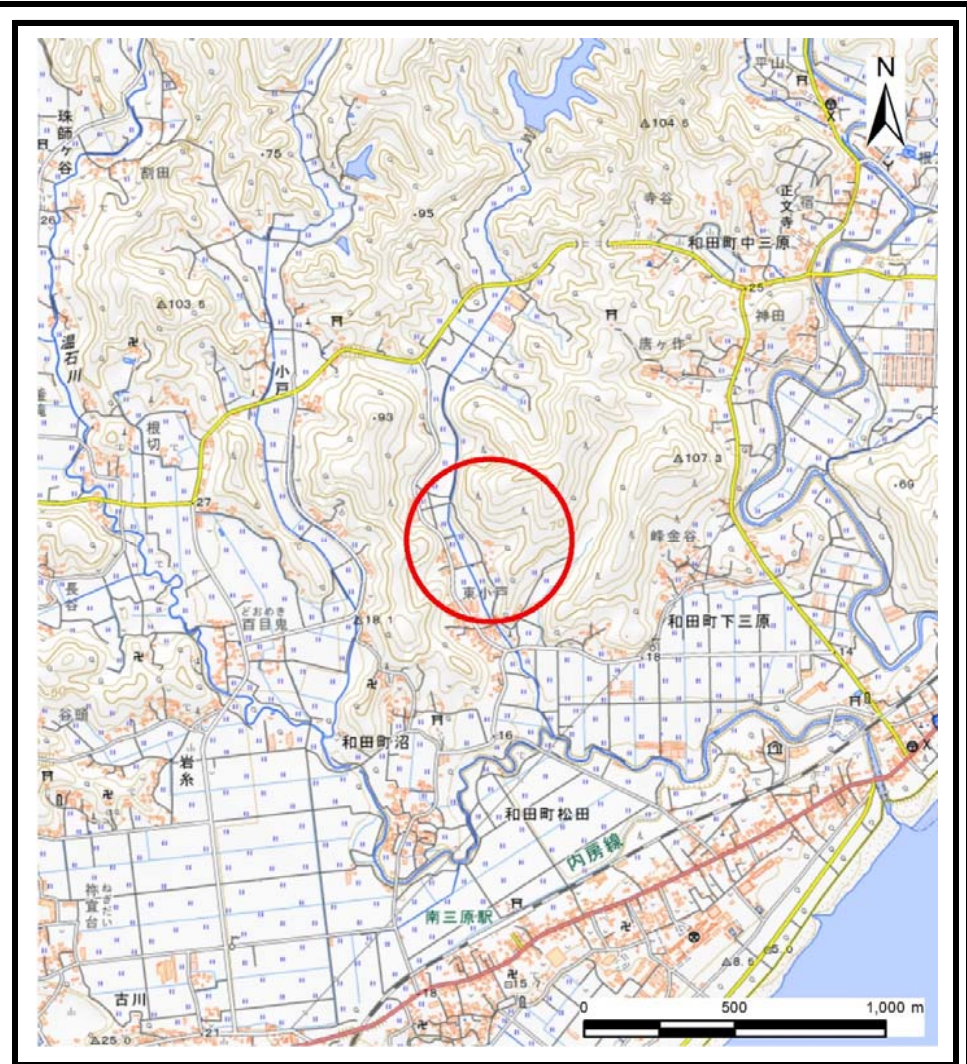 平山
N
珠師ヶ谷
104.6
割田
75
26
寺谷
正文寺
宿
95
和田町中三原
25
103.5
神田
温石川
唐ヶ作
小戸
93
根切
107.3
69
27
峰金谷
長谷
東小戸
どおめき
百目鬼
18.1
和田町下三原
18
14
谷頭
和田町沼
16
岩糸
和田町松田
内房線
ねぎだい
祢宜台
南三原駅
5.0
8.5
18
15.7
古川
21
25.0
0
500
1,000 m